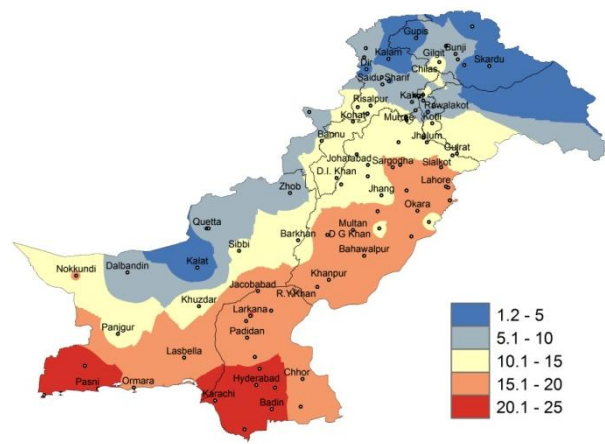 Gupis
Kalam
Gilgit
Bunji
Dir
Chilas
Skardu
Saidu Sharif
Risalpur
Rawalakot
Kohat
Kotli
Bannu
Jhelum
Gujrat
Joharabad
Sargodha
Sialkot
D.I. Khan
Lahore
Zhob
Jhang
Okara
Quetta
Multan
Barkhan
D G Khan
Sibbi
Bahawalpur
Kalat
Nokkundi
Dalbandin
Khanpur
Jacobabad
R.Y.Khan
Khuzdar
Larkana
Panjgur
Padidan
Lasbella
Pasni
Ormara
Hyderabad
Chhor
Karachi
Badin
1.2 - 5
5.1 - 10
10.1 - 15
15.1 - 20
20.1 - 25